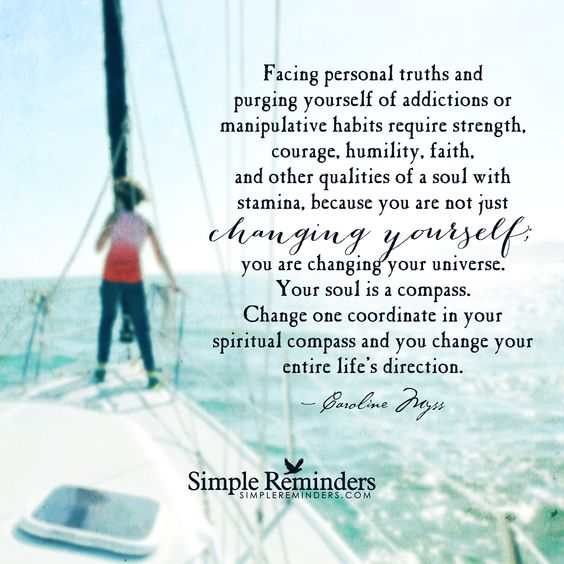 Facing personal truths and
purging yourself of addictions or
manipulative habits require strength,
courage, humility, faith,
and other qualities of a soul with
stamina, because you are not just
changing yourself;
you are changing your universe.
Your soul is a compass.
Change one coordinate in your
spiritual compass and you change your
entire life's direction.
— Caroline Myss
Simple Reminders
SIMPLEREMINDERS.COM